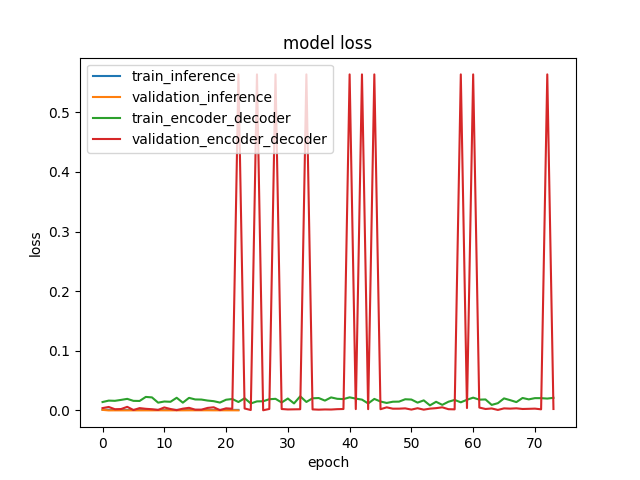 model loss
train_inference
validation_inference
train_encoder_decoder
validation_encoder_decoder
0.5
0.4
0.3
0.2
0.1
0.0
loss
0 10 20 30 40 50 60 70
epoch